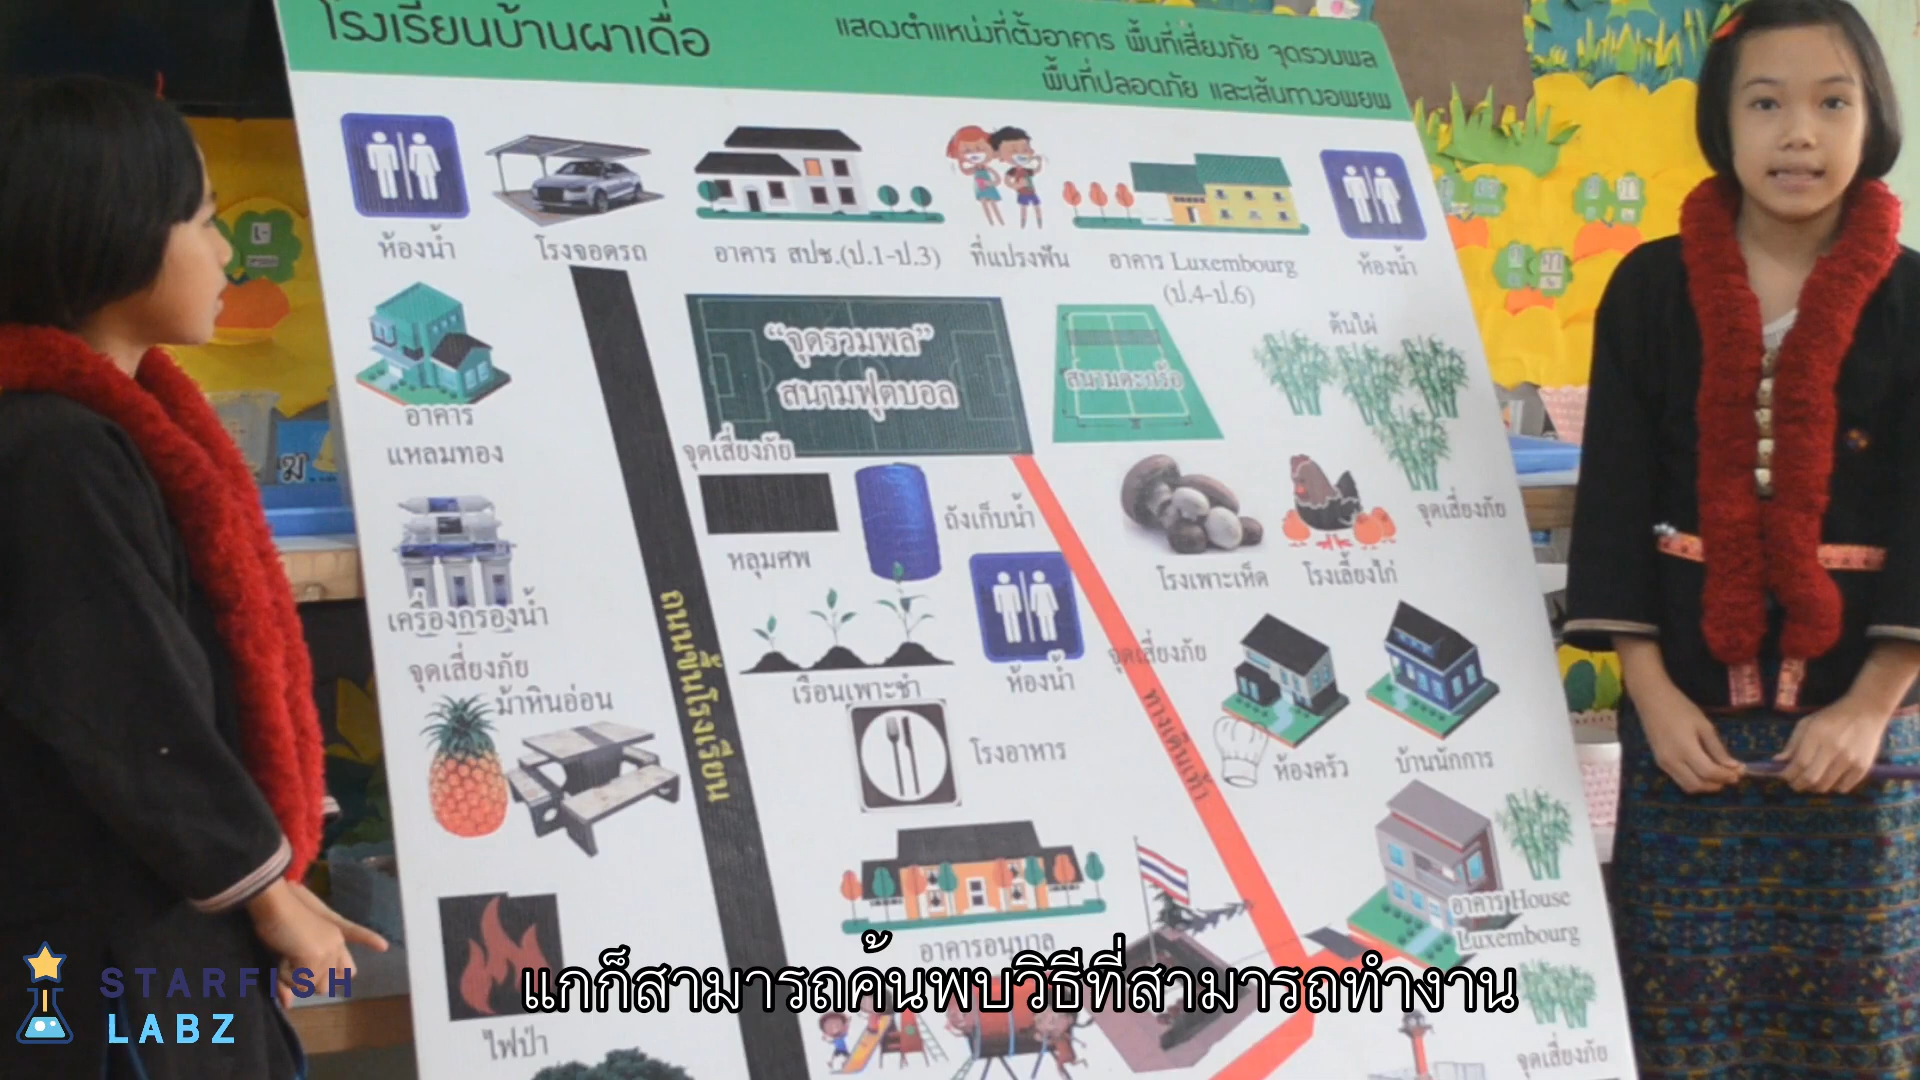 โรงเรียนบ้านผาเดื่อ
แสดงตำแหน่งที่ตั้งอาคาร พื้นที่เสี่ยงภัย จุดรวมพล
พื้นที่ปลอดภัย และเส้นทางอพยพ
ห้องน้ำ
โรงจอดรถ
อาคาร สปช.(ป.1-ป.3)
ที่แปรงฟัน
อาคาร Luxembourg
(ป.4-ป.6)
ห้องน้ำ
อาคาร
แหลมทอง
"จุดรวมพล"
สนามฟุตบอล
สนามตะกร้อ
ต้นไผ่
จุดเสี่ยงภัย
จุดเสี่ยงภัย
หลุมศพ
ถังเก็บน้ำ
โรงเพาะเห็ด
โรงเลี้ยงไก่
เครื่องกรองน้ำ
จุดเสี่ยงภัย
ม้าหินอ่อน
ถนนขึ้นโรงเรียน
เรือนเพาะชำ
ห้องน้ำ
จุดเสี่ยงภัย
ทางเดินเท้า
โรงอาหาร
ห้องครัว
บ้านนักการ
อาคาร House
Luxembourg
อาคารอนุบาล
ไฟป่า
จุดเสี่ยงภัย
แกก็สามารถค้นพบวิธีที่สามารถทำงาน
STARFISH
LABZ